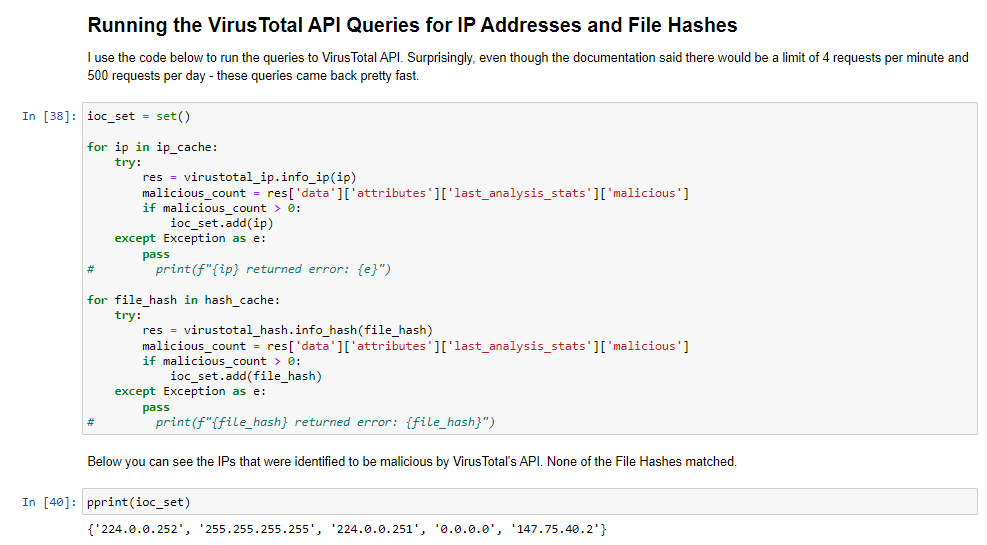 Running the VirusTotal API Queries for IP Addresses and File Hashes
I use the code below to run the queries to VirusTotal API. Surprisingly, even though the documentation said there would be a limit of 4 requests per minute and
500 requests per day - these queries came back pretty fast.
In [38]: ioc_set = set()
for ip in ip_cache:
    try:
        res = virustotal_ip.info_ip(ip)
        malicious_count = res['data']['attributes']['last_analysis_stats']['malicious']
        if malicious_count > 0:
            ioc_set.add(ip)
    except Exception as e:
        pass
#         print(f"{ip} returned error: {e}")
for file_hash in hash_cache:
    try:
        res = virustotal_hash.info_hash(file_hash)
        malicious_count = res['data']['attributes']['last_analysis_stats']['malicious']
        if malicious_count > 0:
            ioc_set.add(file_hash)
    except Exception as e:
        pass
#         print(f"{file_hash} returned error: {file_hash}")
Below you can see the IPs that were identified to be malicious by VirusTotal's API. None of the File Hashes matched.
In [40]: pprint(ioc_set)
{'224.0.0.252', '255.255.255.255', '224.0.0.251', '0.0.0.0', '147.75.40.2'}